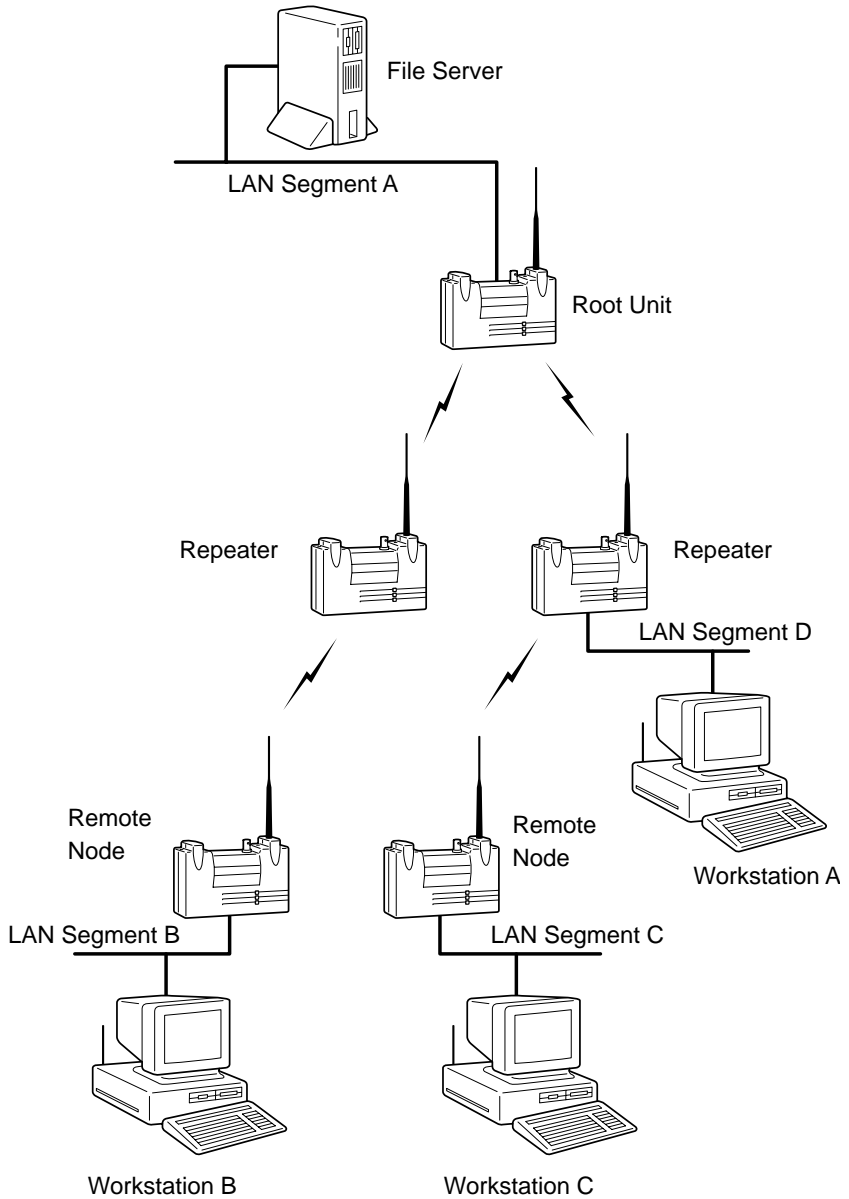 File Server
LAN Segment A
Root Unit
Repeater
Repeater
LAN Segment D
Remote
Node
Remote
Node
Workstation A
LAN Segment B
LAN Segment C
Workstation B
Workstation C